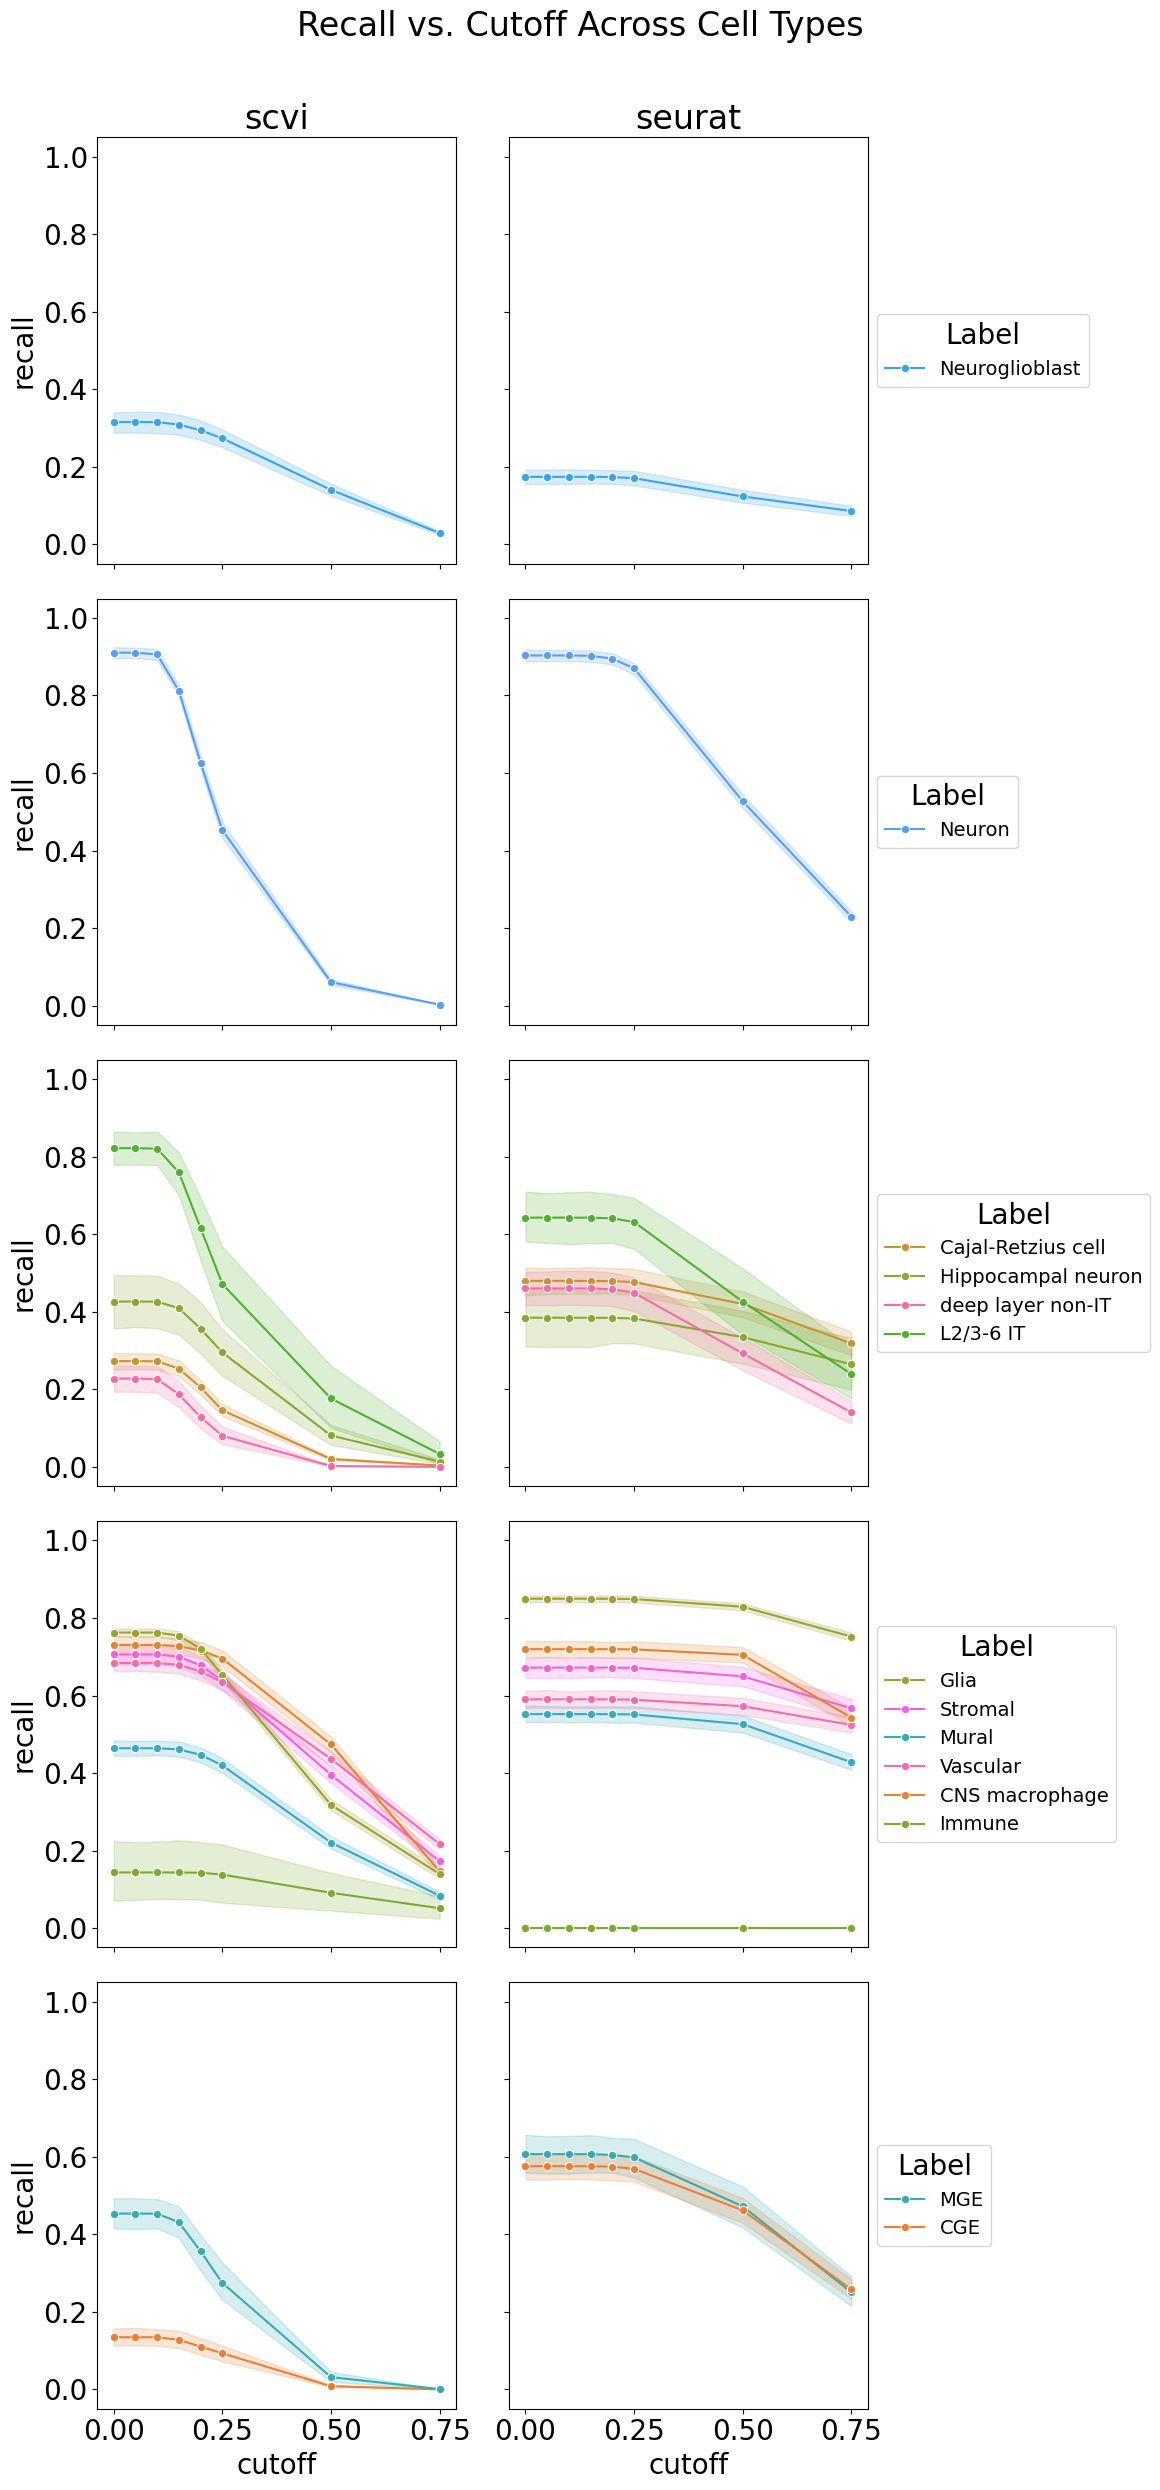 Recall vs. Cutoff Across Cell Types
scvi
seurat
1.0
0.8
0.6
0.4
0.2
0.0
recall
Label
Neuroglioblast
1.0
0.8
0.6
0.4
0.2
0.0
recall
Label
Neuron
1.0
0.8
0.6
0.4
0.2
0.0
recall
Label
Cajal-Retzius cell
Hippocampal neuron
deep layer non-IT
L2/3-6 IT
1.0
0.8
0.6
0.4
0.2
0.0
recall
Label
Glia
Stromal
Mural
Vascular
CNS macrophage
Immune
1.0
0.8
0.6
0.4
0.2
0.0
recall
Label
MGE
CGE
0.00 0.25 0.50 0.75
cutoff
0.00 0.25 0.50 0.75
cutoff